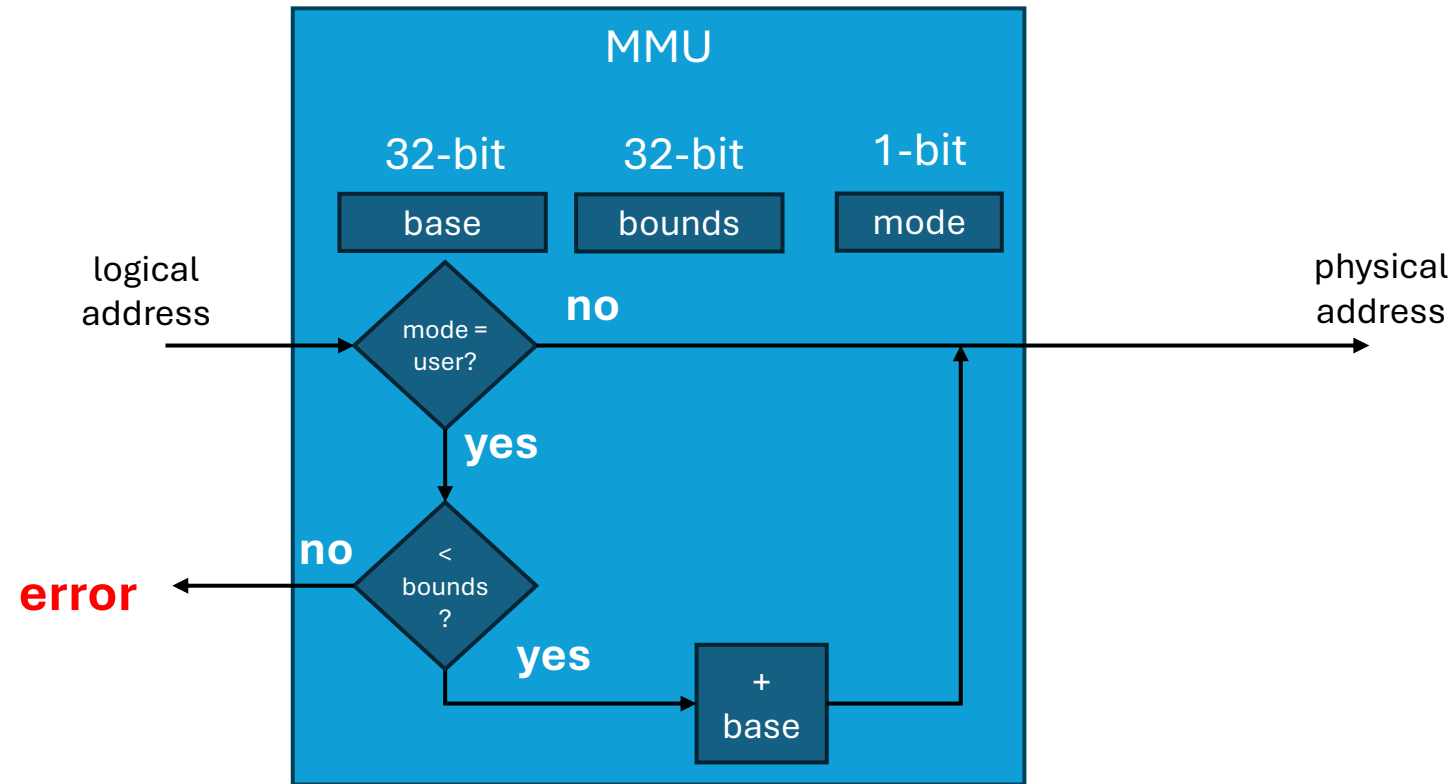 MMU
32-bit
32-bit
1-bit
base
bounds
mode
logical
address
mode =
user?
no
physical
address
yes
<
bounds
?
no
error
yes
+
base